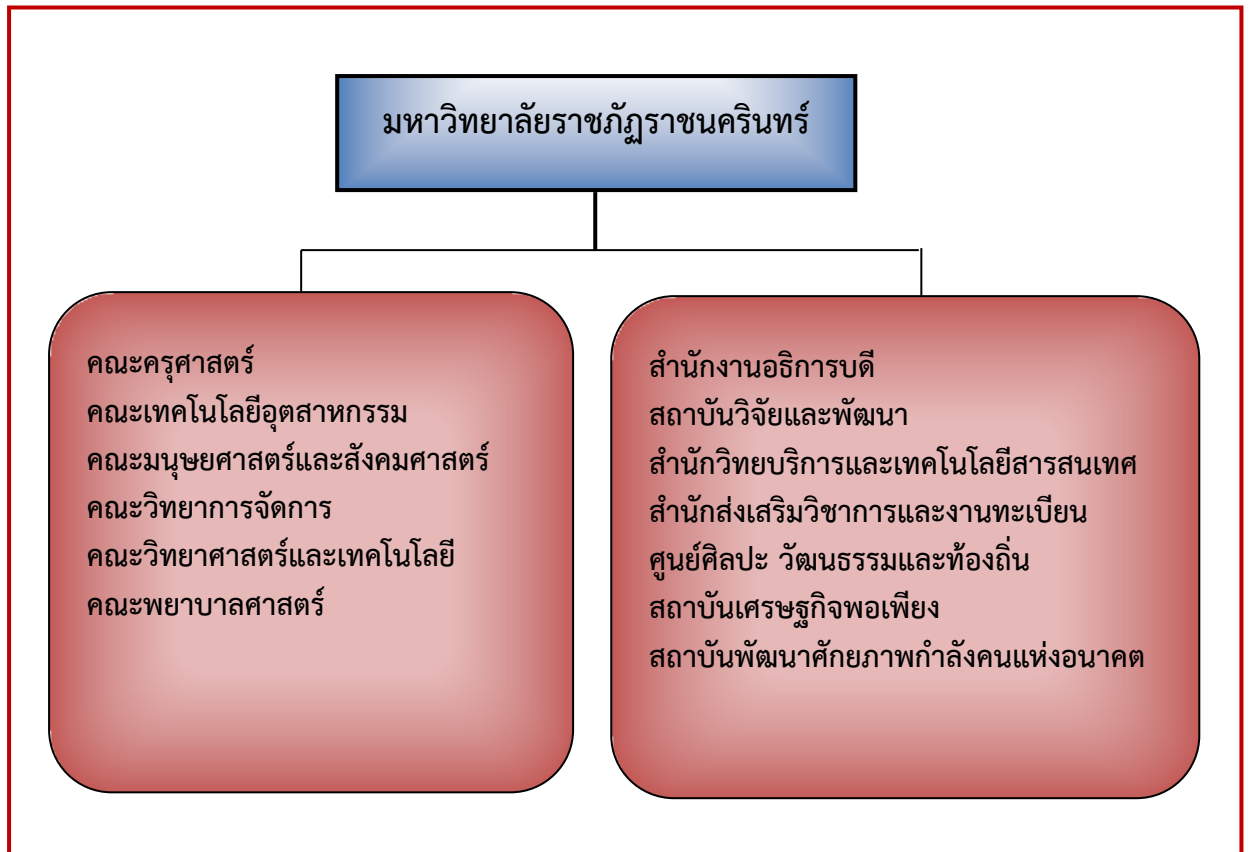 มหาวิทยาลัยราชภัฏราชนครินทร์
คณะครุศาสตร์
คณะเทคโนโลยีอุตสาหกรรม
คณะมนุษยศาสตร์และสังคมศาสตร์
คณะวิทยาการจัดการ
คณะวิทยาศาสตร์และเทคโนโลยี
คณะพยาบาลศาสตร์
สำนักงานอธิการบดี
สถาบันวิจัยและพัฒนา
สำนักวิทยบริการและเทคโนโลยีสารสนเทศ
สำนักส่งเสริมวิชาการและงานทะเบียน
ศูนย์ศิลปะ วัฒนธรรมและท้องถิ่น
สถาบันเศรษฐกิจพอเพียง
สถาบันพัฒนาศักยภาพกำลังคนแห่งอนาคต